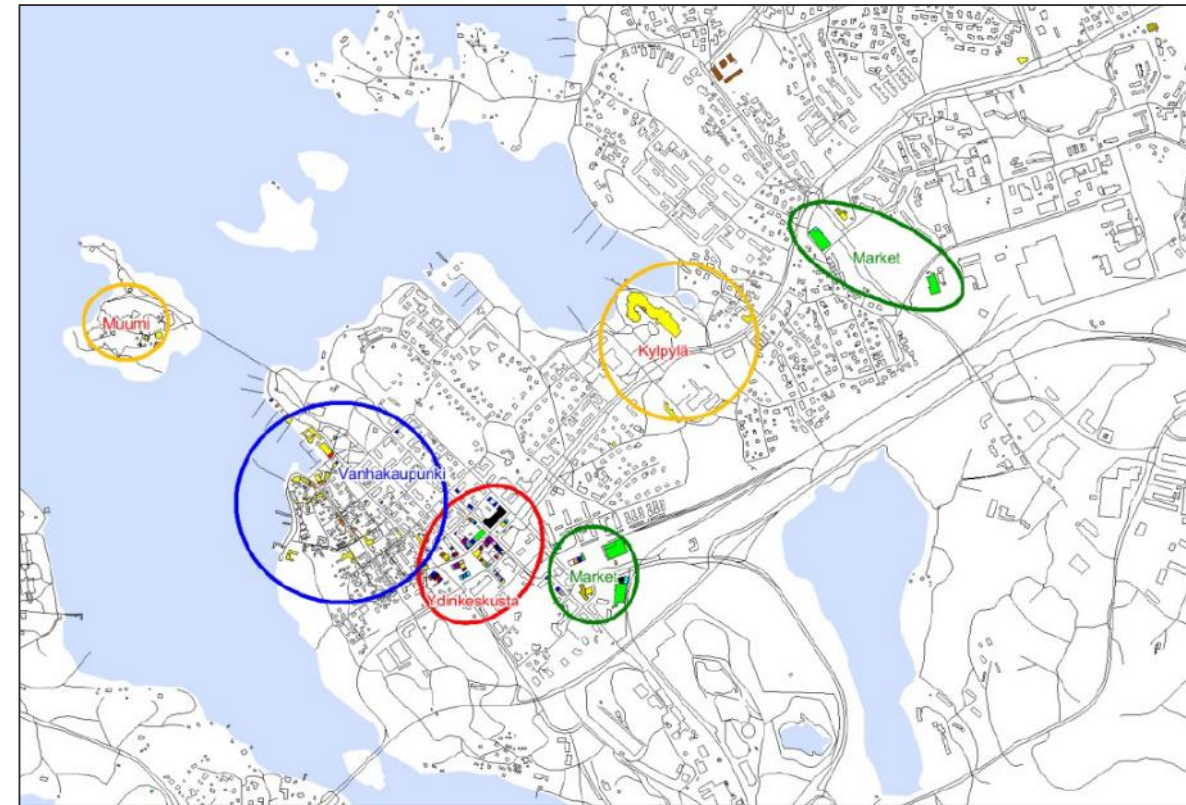 Market
Muumi
Kylpylä
Vanhakaupunki
Market
Ydinkeskusta